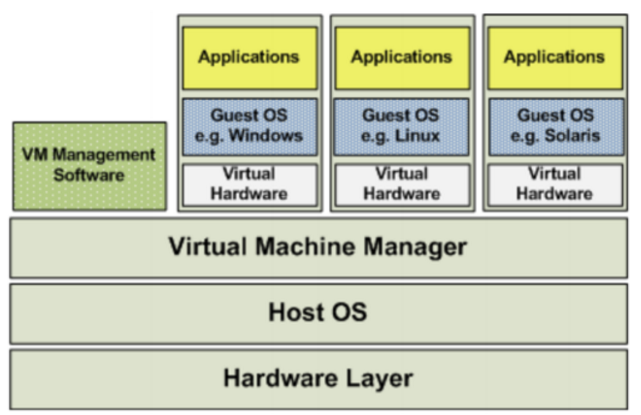 Applications
Applications
Applications
Guest OS
e.g. Windows
Guest OS
e.g. Linux
Guest OS
e.g. Solaris
VM Management
Software
Virtual
Hardware
Virtual
Hardware
Virtual
Hardware
Virtual Machine Manager
Host OS
Hardware Layer